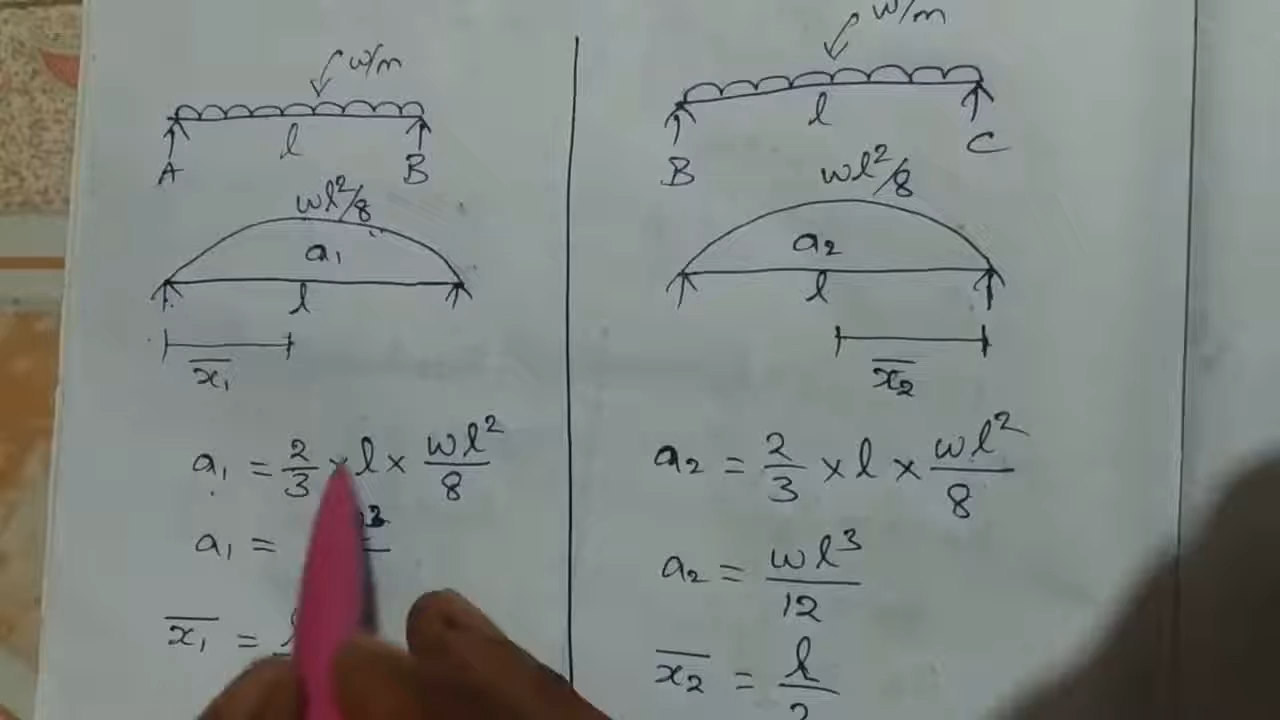 w/m
l
A B
wl²/8
a₁
l
x̄₁
a₁ = 2/3 × l × wl²/8
a₁ =
x̄₁ =
w/m
l
B C
wl²/8
a₂
l
x̄₂
a₂ = 2/3 × l × wl²/8
a₂ = wl³/12
x̄₂ = l/2